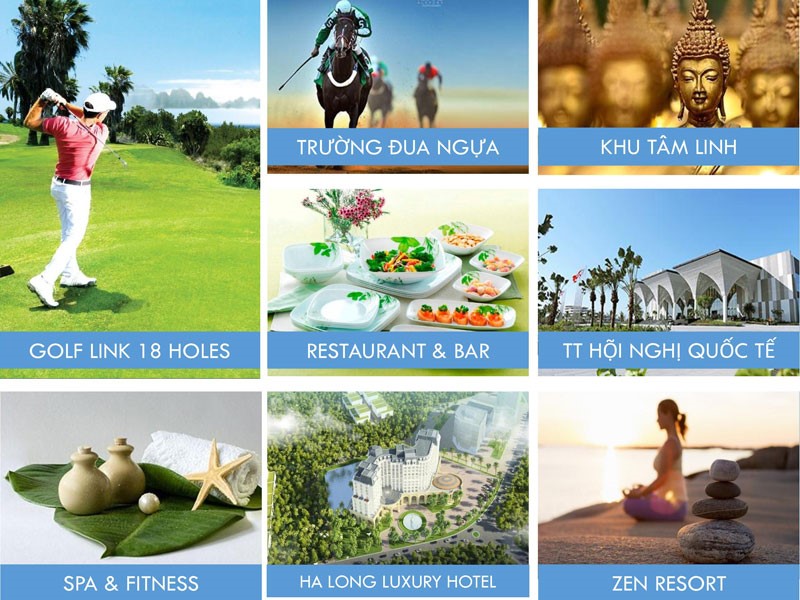 TRƯỜNG ĐUA NGỰA
KHU TÂM LINH
GOLF LINK 18 HOLES
RESTAURANT & BAR
TT HỘI NGHỊ QUỐC TẾ
SPA & FITNESS
HA LONG LUXURY HOTEL
ZEN RESORT